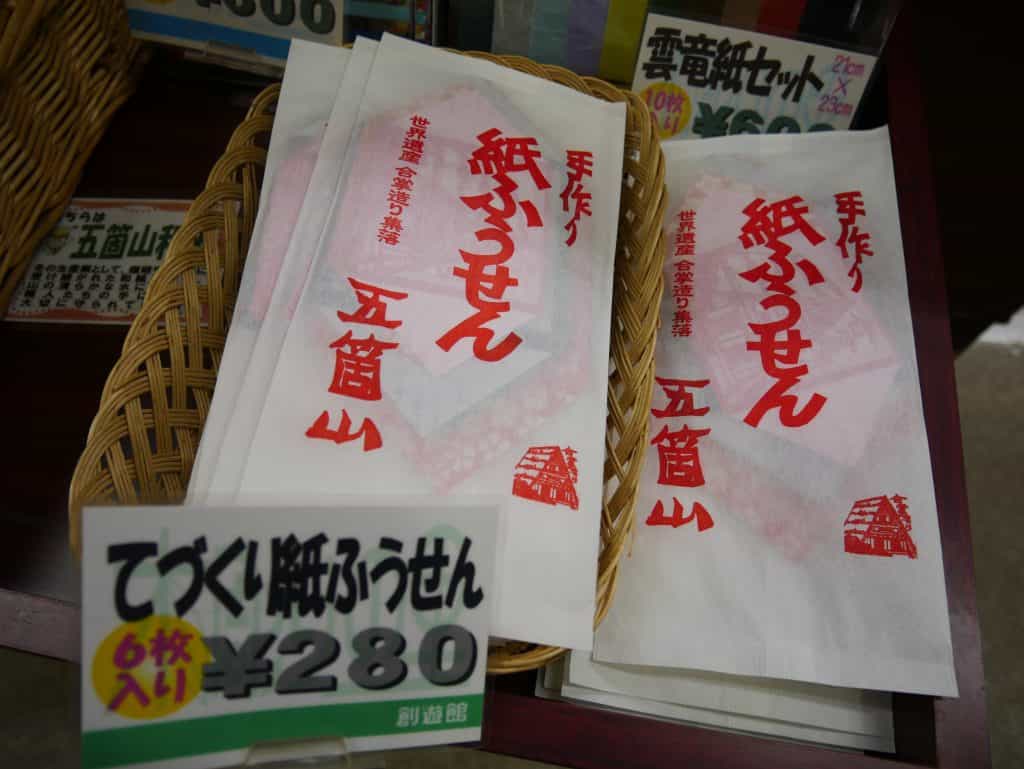 雲竜紙セット
21cm
×
23cm
10枚
入り
五箇山和
手作り
紙ふうせん
世界遺産 合掌造り集落
五箇山
手作り
紙ふうせん
世界遺産 合掌造り集落
五箇山
てづくり紙ふうせん
6枚
入り
¥280
創遊館